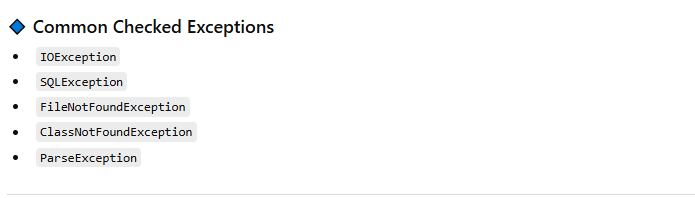 Common Checked Exceptions
IOException
SQLException
FileNotFoundException
ClassNotFoundException
ParseException